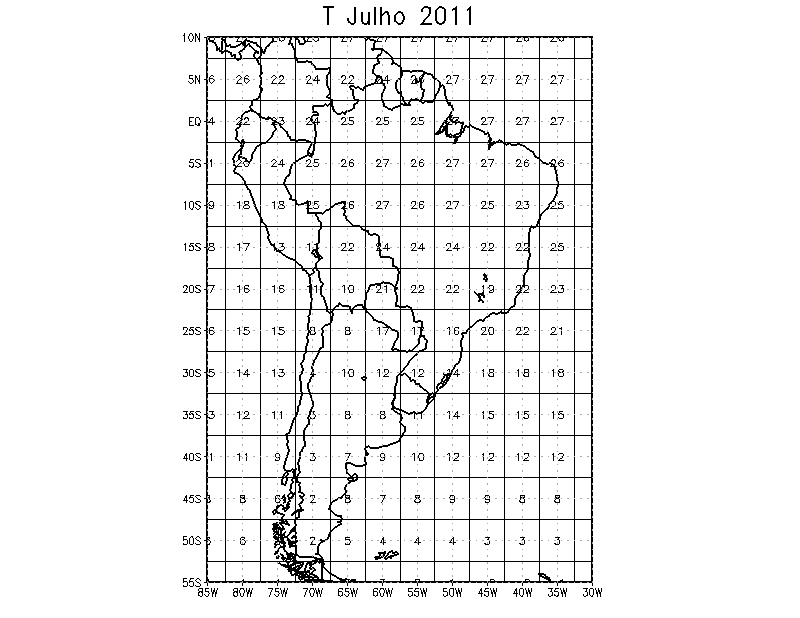 T Julho 2011
10N
5N 6 26 22 24 22 24 27 27 27 27 27
EQ 4 22 23 24 25 25 25 27 27 27 27
5S 1 24 25 26 27 27 27 27 26 26
10S 9 18 18 25 26 27 26 27 25 23 25
15S 8 17 13 22 24 24 24 22 22 25
20S 7 16 16 10 21 22 22 19 22 23
25S 6 15 15 8 8 17 17 16 20 22 21
30S 5 14 13 10 12 12 14 18 18 18
35S 3 12 11 8 8 11 14 15 15 15
40S 1 11 9 3 7 9 10 12 12 12 12
45S 8 2 8 7 8 9 9 8 8
50S 6 2 5 4 4 4 3 3 3
55S
85W 80W 75W 70W 65W 60W 55W 50W 45W 40W 35W 30W